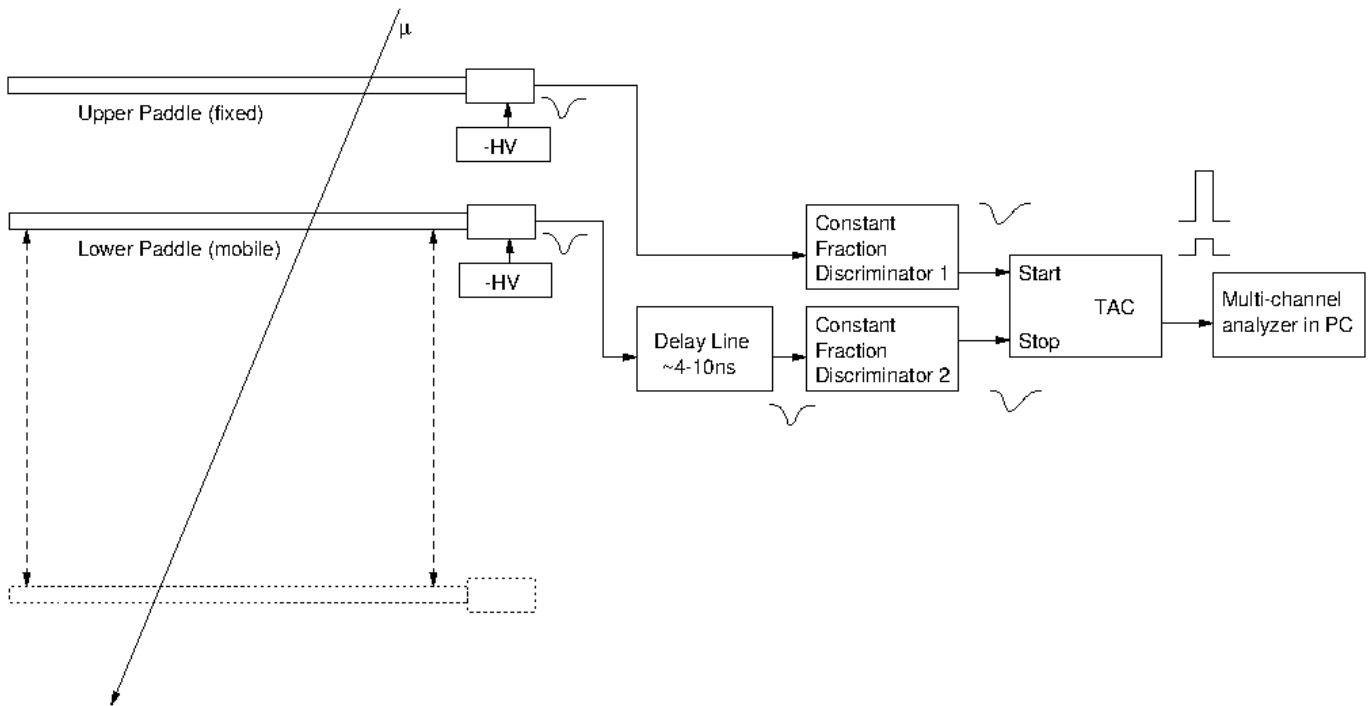 μ
Upper Paddle (fixed)
-HV
Lower Paddle (mobile)
-HV
Constant
Fraction
Discriminator 1
Delay Line
~4-10ns
Constant
Fraction
Discriminator 2
Start
TAC
Stop
Multi-channel
analyzer in PC